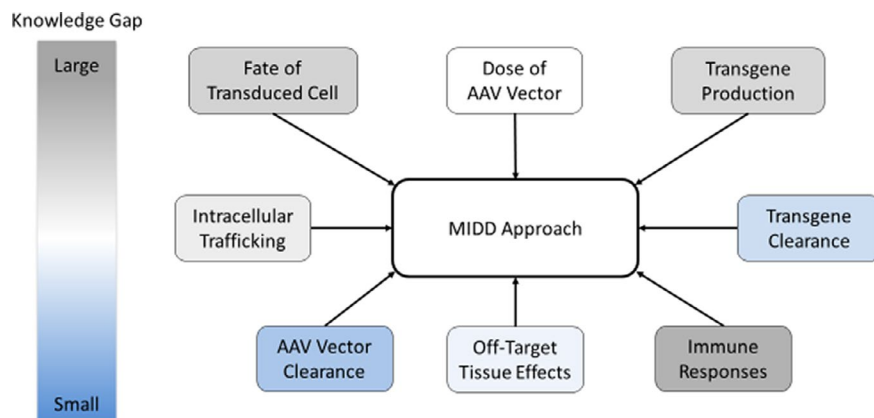 Knowledge Gap
Large
Small
Fate of
Transduced Cell
Dose of
AAV Vector
Transgene
Production
Intracellular
Trafficking
MIDD Approach
Transgene
Clearance
AAV Vector
Clearance
Off-Target
Tissue Effects
Immune
Responses